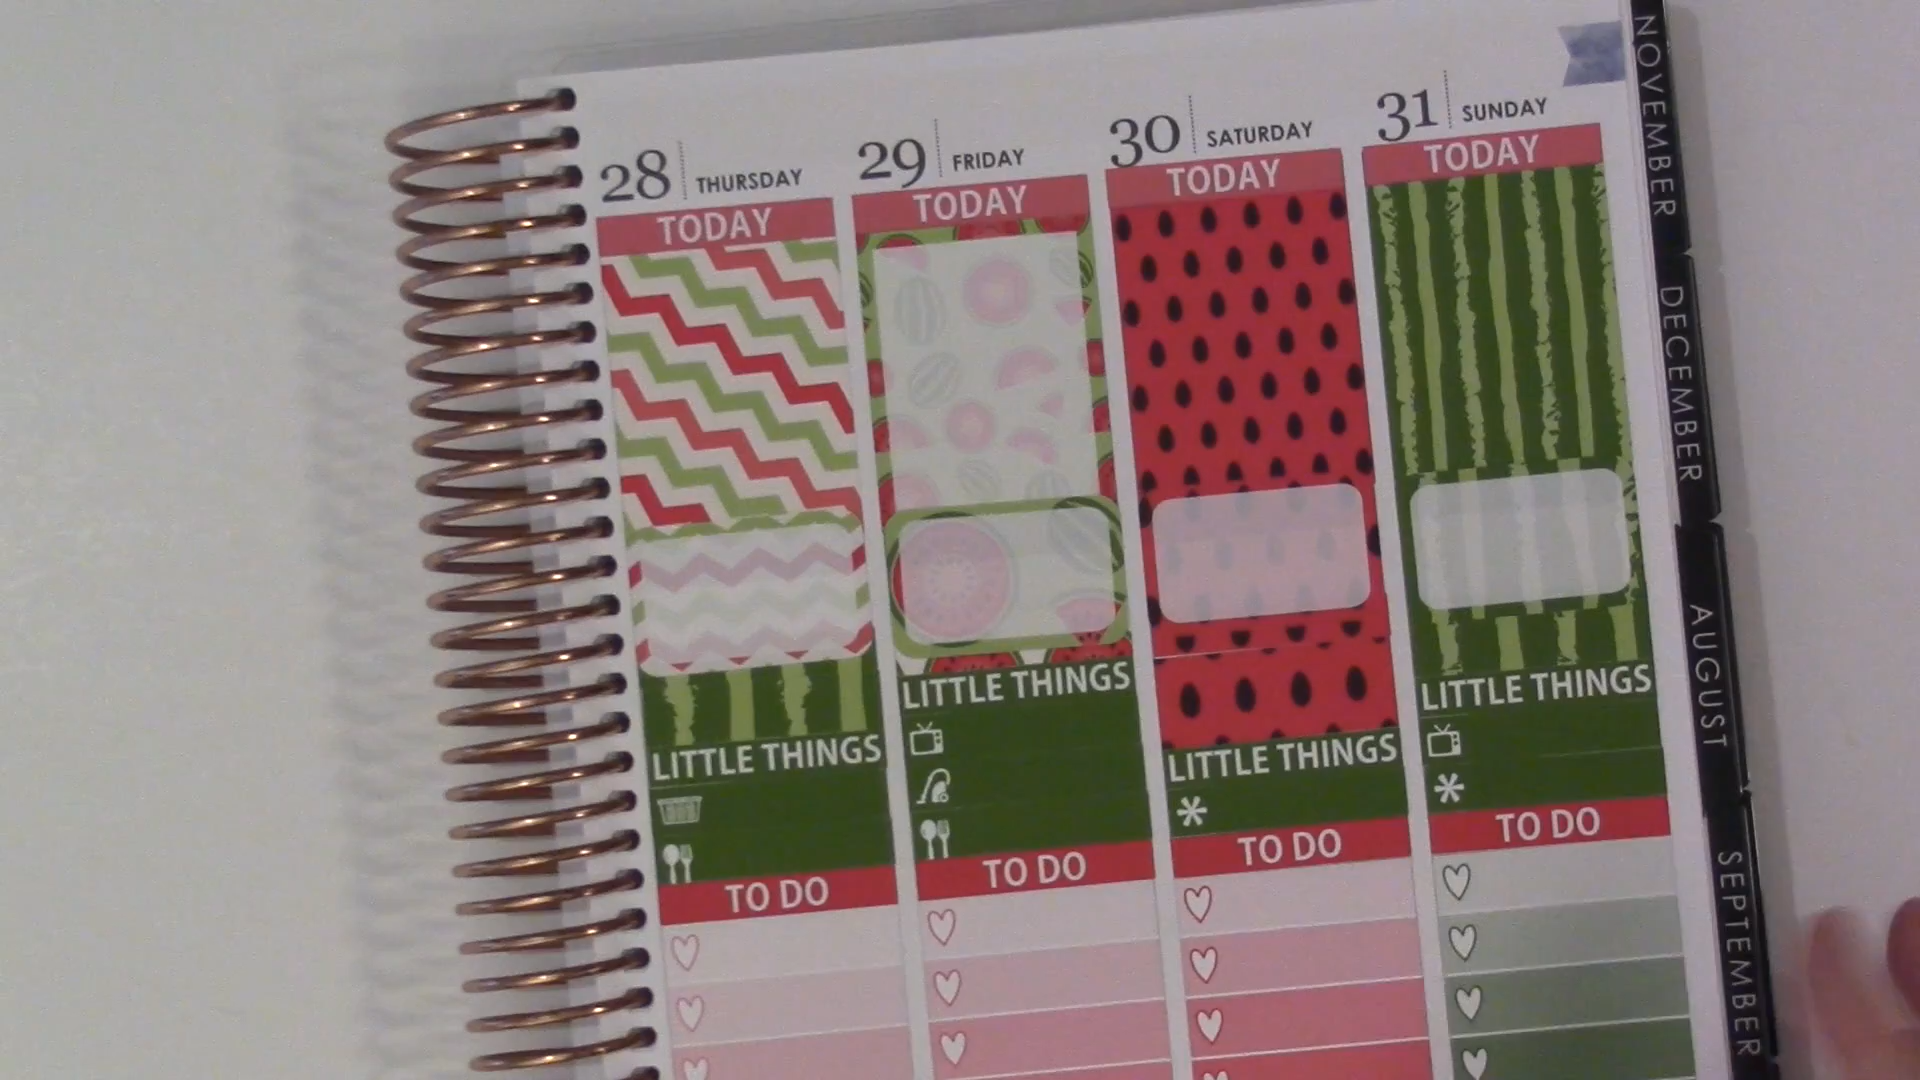 28 THURSDAY
TODAY
LITTLE THINGS
TO DO
29 FRIDAY
TODAY
LITTLE THINGS
TO DO
30 SATURDAY
TODAY
LITTLE THINGS
TO DO
31 SUNDAY
TODAY
LITTLE THINGS
TO DO
NOVEMBER
DECEMBER
AUGUST
SEPTEMBER